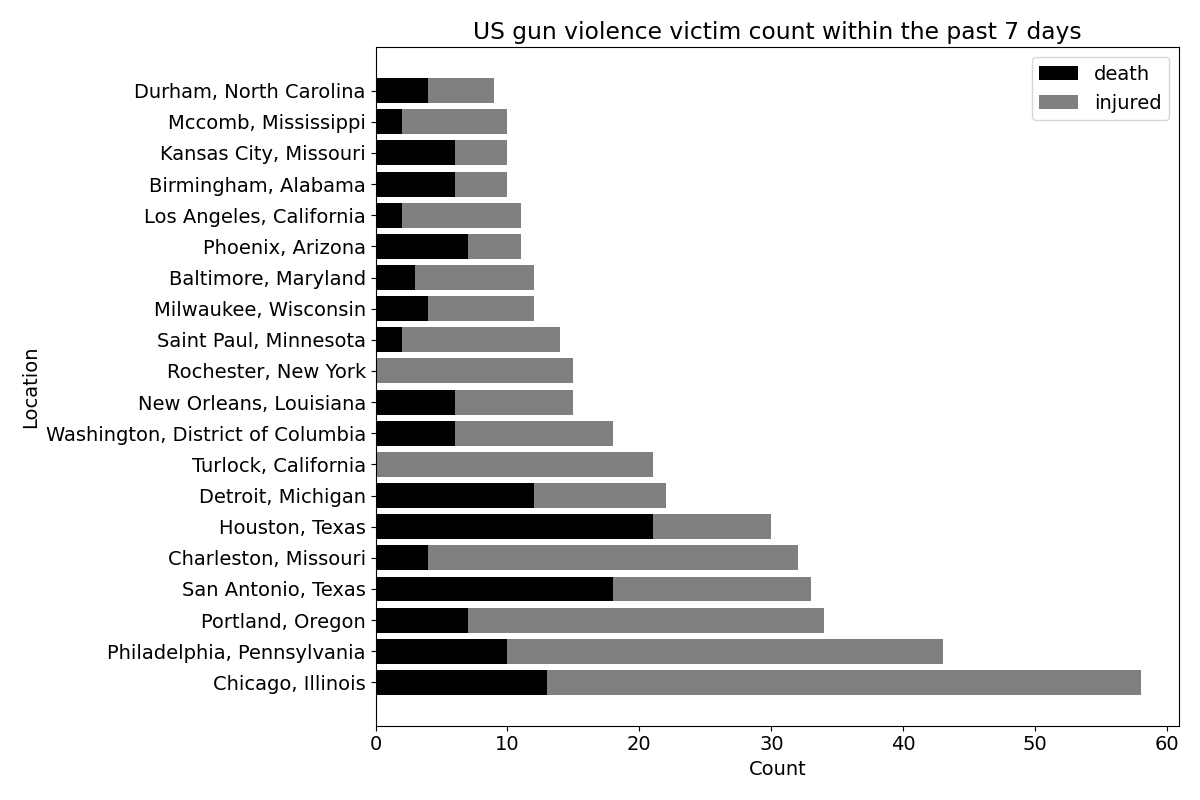 US gun violence victim count within the past 7 days
death
injured
Durham, North Carolina
Mccomb, Mississippi
Kansas City, Missouri
Birmingham, Alabama
Los Angeles, California
Phoenix, Arizona
Baltimore, Maryland
Milwaukee, Wisconsin
Saint Paul, Minnesota
Rochester, New York
New Orleans, Louisiana
Washington, District of Columbia
Turlock, California
Detroit, Michigan
Houston, Texas
Charleston, Missouri
San Antonio, Texas
Portland, Oregon
Philadelphia, Pennsylvania
Chicago, Illinois
Location
0 10 20 30 40 50 60
Count